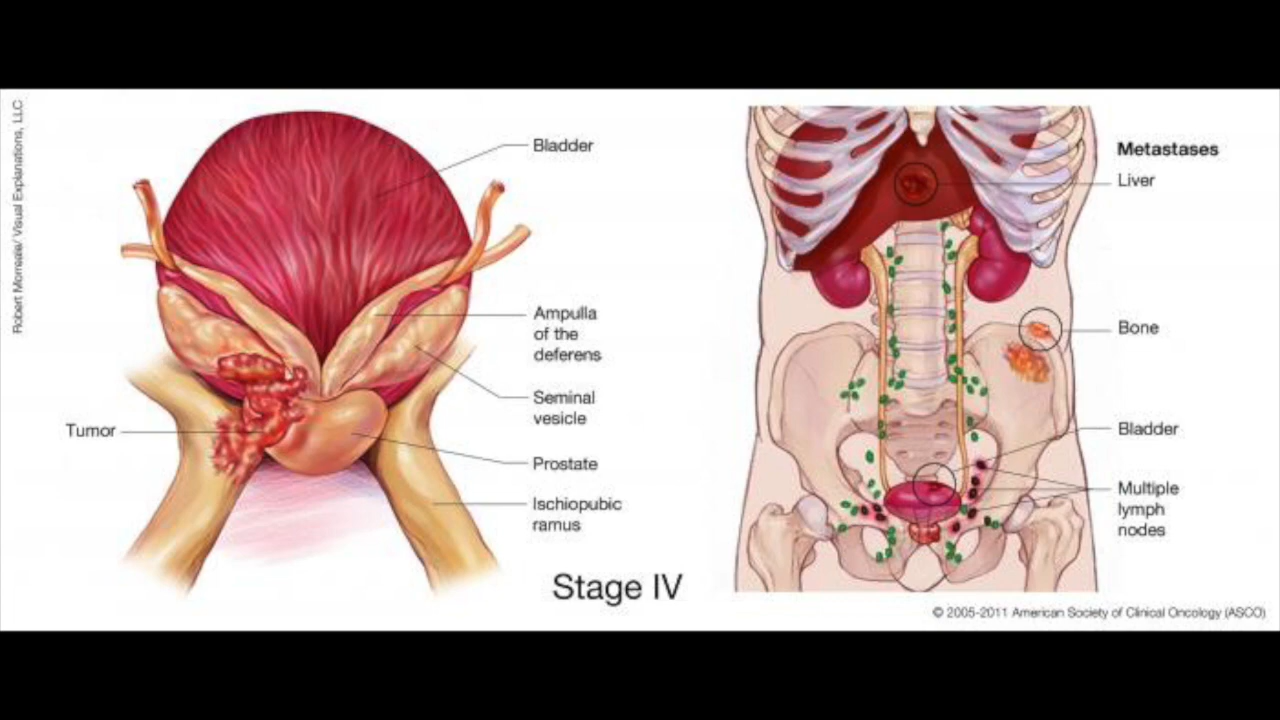 Robert Morreale/ Visual Explanations, LLC
Bladder
Ampulla
of the
deferens
Seminal
vesicle
Tumor
Prostate
Ischiopubic
ramus
Stage IV
Metastases
Liver
Bone
Bladder
Multiple
lymph
nodes
© 2005-2011 American Society of Clinical Oncology (ASCO)